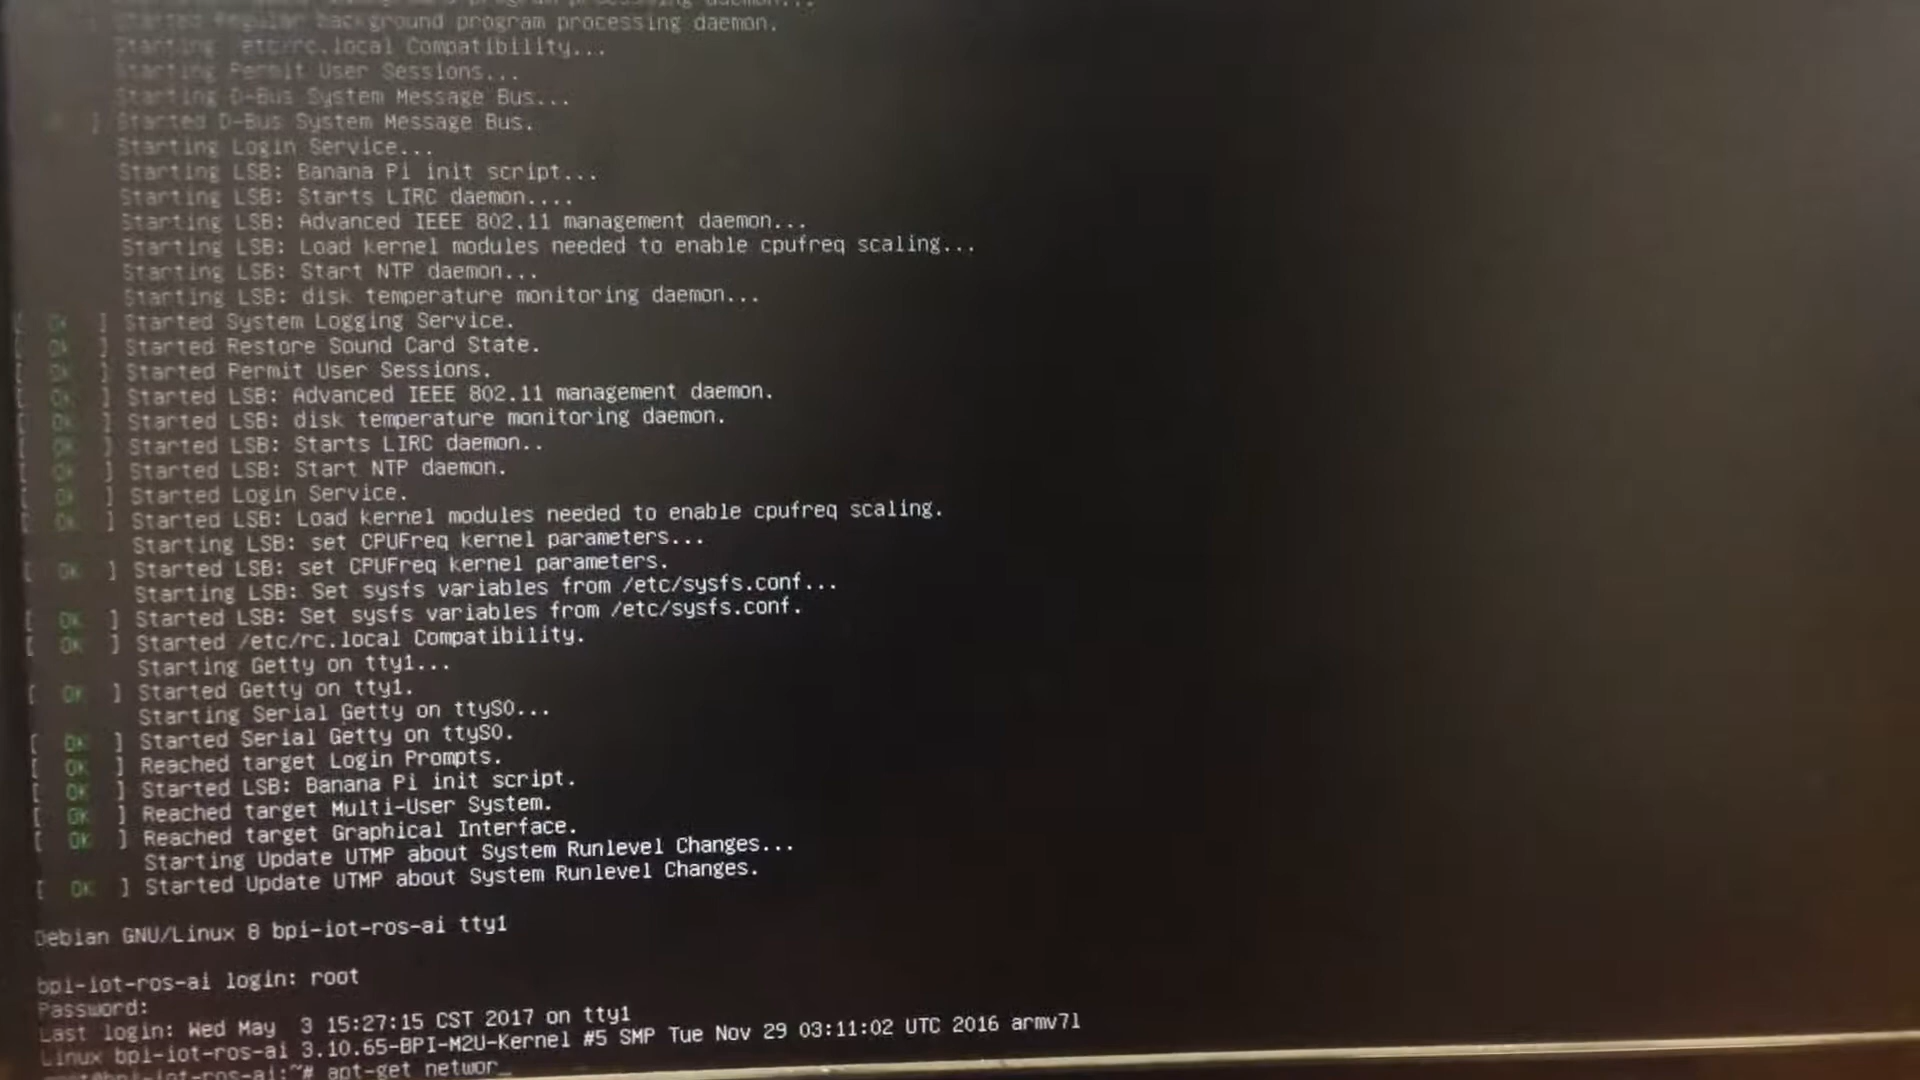 Started Regular background program processing daemon.
Starting /etc/rc.local Compatibility...
Starting Permit User Sessions...
Starting D-Bus System Message Bus...
] Started D-Bus System Message Bus.
Starting Login Service...
Starting LSB: Banana Pi init script...
Starting LSB: Starts LIRC daemon....
Starting LSB: Advanced IEEE 802.11 management daemon...
Starting LSB: Load kernel modules needed to enable cpufreq scaling...
Starting LSB: Start NTP daemon...
Starting LSB: disk temperature monitoring daemon...
[ OK ] Started System Logging Service.
[ OK ] Started Restore Sound Card State.
[ OK ] Started Permit User Sessions.
[ OK ] Started LSB: Advanced IEEE 802.11 management daemon.
[ OK ] Started LSB: disk temperature monitoring daemon.
[ OK ] Started LSB: Starts LIRC daemon..
[ OK ] Started LSB: Start NTP daemon.
[ OK ] Started Login Service.
[ OK ] Started LSB: Load kernel modules needed to enable cpufreq scaling.
Starting LSB: set CPUFreq kernel parameters...
[ OK ] Started LSB: set CPUFreq kernel parameters.
Starting LSB: Set sysfs variables from /etc/sysfs.conf...
[ OK ] Started LSB: Set sysfs variables from /etc/sysfs.conf.
[ OK ] Started /etc/rc.local Compatibility.
Starting Getty on tty1...
[ OK ] Started Getty on tty1.
Starting Serial Getty on ttyS0...
[ OK ] Started Serial Getty on ttyS0.
[ OK ] Reached target Login Prompts.
[ OK ] Started LSB: Banana Pi init script.
[ OK ] Reached target Multi-User System.
[ OK ] Reached target Graphical Interface.
Starting Update UTMP about System Runlevel Changes...
[ OK ] Started Update UTMP about System Runlevel Changes.
Debian GNU/Linux 8 bpi-iot-ros-ai tty1
bpi-iot-ros-ai login: root
Password:
Last login: Wed May  3 15:27:15 CST 2017 on tty1
Linux bpi-iot-ros-ai 3.10.65-BPI-M2U-Kernel #5 SMP Tue Nov 29 03:11:02 UTC 2016 armv7l
root@bpi-iot-ros-ai:~# apt-get networ_